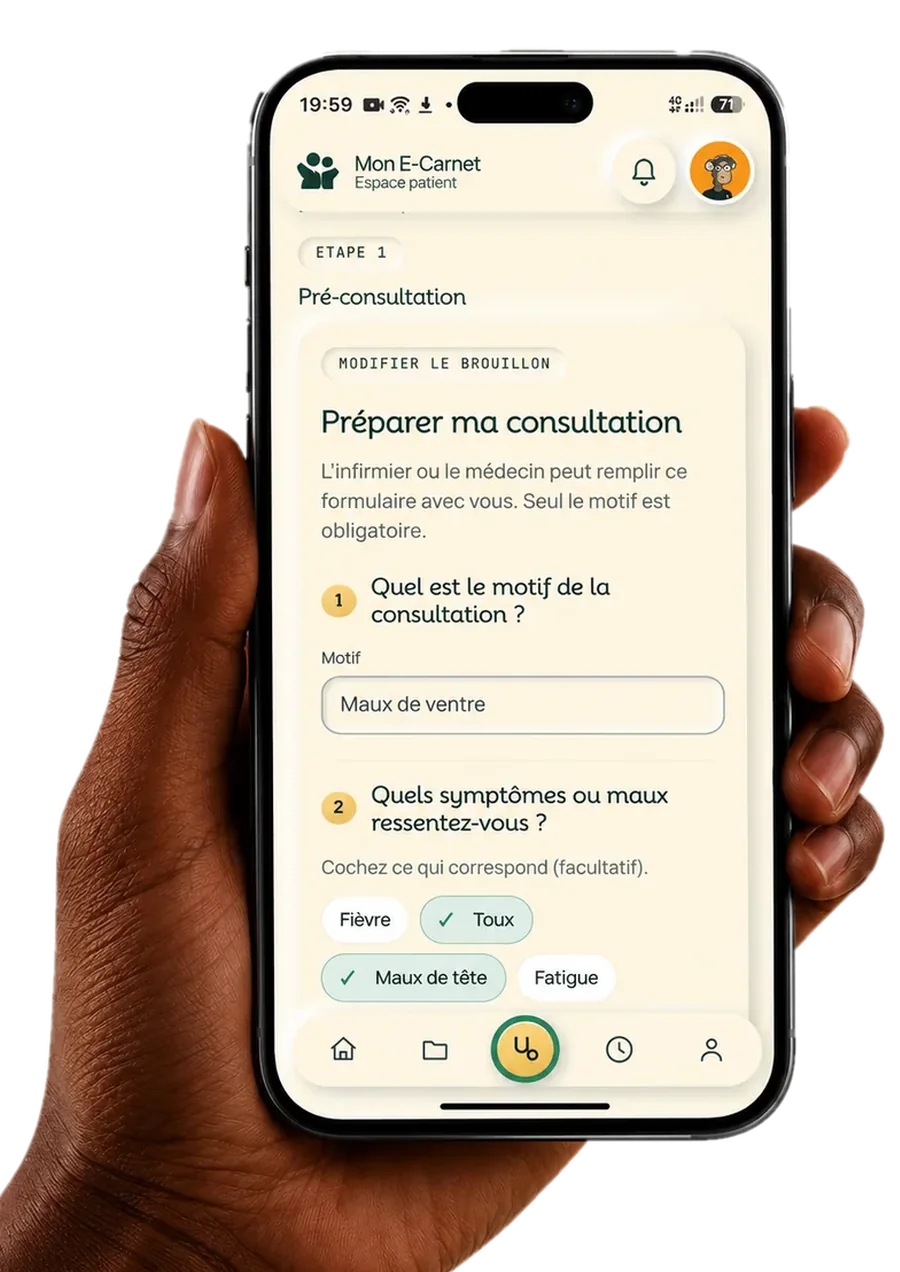 19:59
4G
71
Mon E-Carnet
Espace patient
ETAPE 1
Pré-consultation
MODIFIER LE BROUILLON
Préparer ma consultation
L'infirmier ou le médecin peut remplir ce
formulaire avec vous. Seul le motif est
obligatoire.
1 Quel est le motif de la
consultation ?
Motif
Maux de ventre
2 Quels symptômes ou maux
ressentez-vous ?
Cochez ce qui correspond (facultatif).
Fièvre ✓ Toux
✓ Maux de tête Fatigue